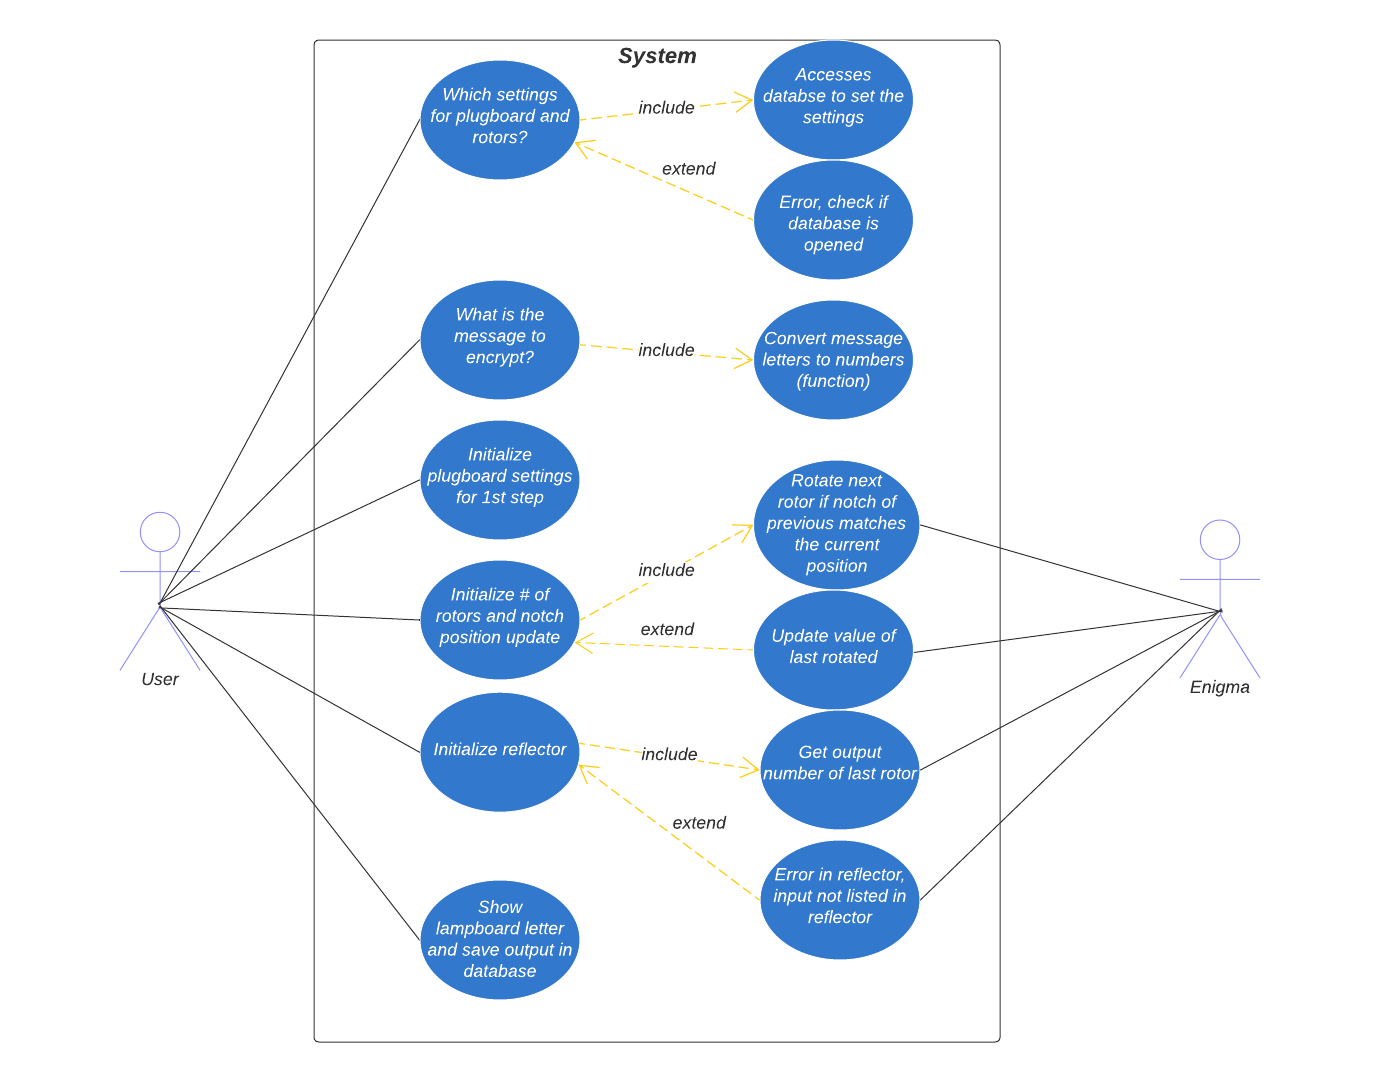 System
Which settings
for plugboard and
rotors?
include
Accesses
databse to set the
settings
extend
Error, check if
database is
opened
What is the
message to
encrypt?
include
Convert message
letters to numbers
(function)
Initialize
plugboard settings
for 1st step
Rotate next
rotor if notch of
previous matches
the current
position
include
Initialize # of
rotors and notch
position update
extend
Update value of
last rotated
User
Enigma
Initialize reflector
include
Get output
number of last rotor
extend
Error in reflector,
input not listed in
reflector
Show
lampboard letter
and save output in
database